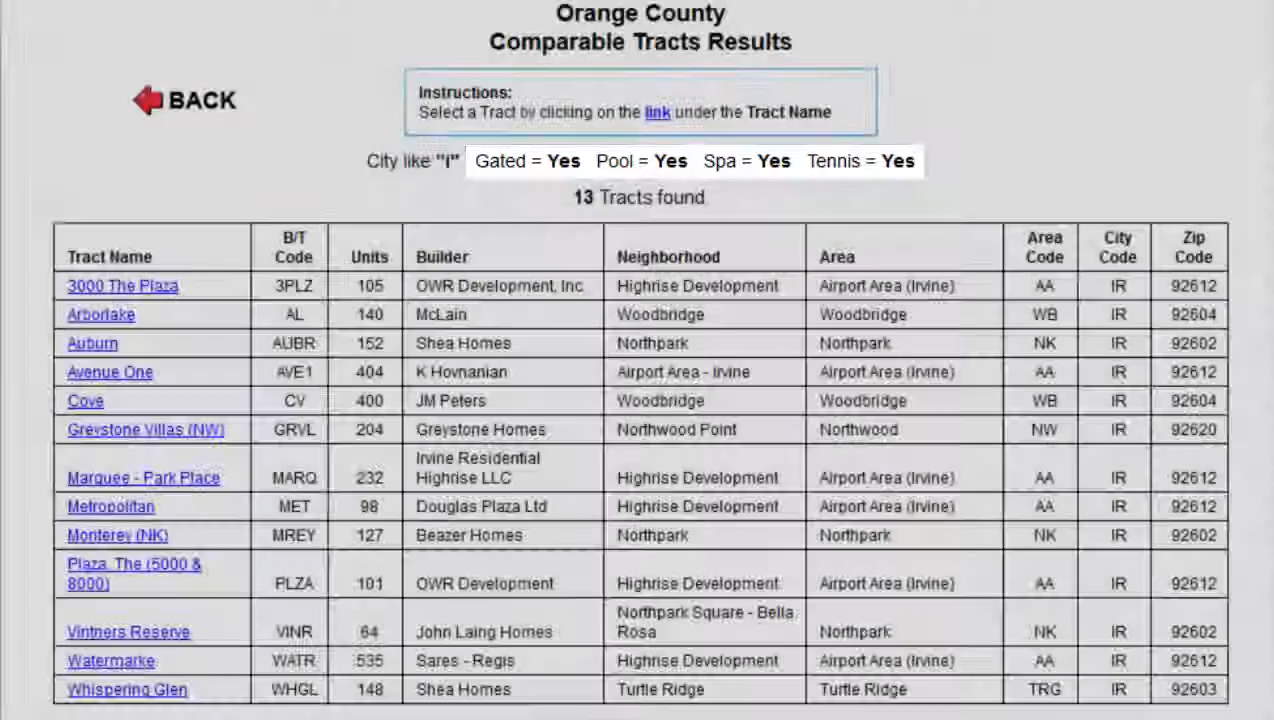 Orange County
Comparable Tracts Results
BACK
Instructions:
Select a Tract by clicking on the link under the Tract Name
City like "i" Gated = Yes Pool = Yes Spa = Yes Tennis = Yes
13 Tracts found
Tract Name B/T Code Units Builder Neighborhood Area Area Code City Code Zip Code
3000 The Plaza 3PLZ 105 OWR Development, Inc Highrise Development Airport Area (Irvine) AA IR 92612
Arborlake AL 140 McLain Woodbridge Woodbridge WB IR 92604
Auburn AUBR 152 Shea Homes Northpark Northpark NK IR 92602
Avenue One AVE1 404 K Hovnanian Airport Area - Irvine Airport Area (Irvine) AA IR 92612
Cove CV 400 JM Peters Woodbridge Woodbridge WB IR 92604
Greystone Villas (NW) GRVL 204 Greystone Homes Northwood Point Northwood NW IR 92620
Marquee - Park Place MARQ 232 Irvine Residential Highrise LLC Highrise Development Airport Area (Irvine) AA IR 92612
Metropolitan MET 98 Douglas Plaza Ltd Highrise Development Airport Area (Irvine) AA IR 92612
Monterey (NK) MREY 127 Beazer Homes Northpark Northpark NK IR 92602
Plaza, The (5000 & 8000) PLZA 101 OWR Development Highrise Development Airport Area (Irvine) AA IR 92612
Vintners Reserve VINR 64 John Laing Homes Northpark Square - Bella Rosa Northpark NK IR 92602
Watermarke WATR 535 Sares - Regis Highrise Development Airport Area (Irvine) AA IR 92612
Whispering Glen WHGL 148 Shea Homes Turtle Ridge Turtle Ridge TRG IR 92603